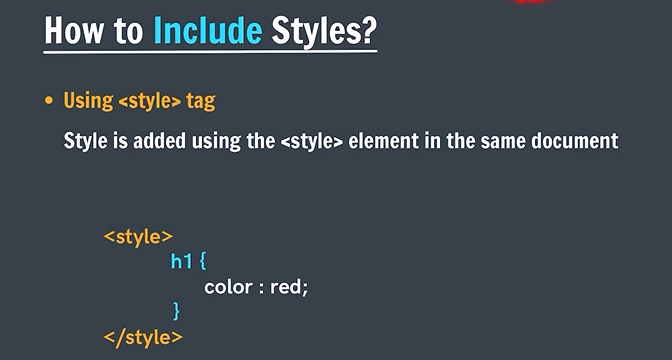 How to Include Styles?
• Using <style> tag
Style is added using the <style> element in the same document
<style>
h1 {
color : red;
}
</style>